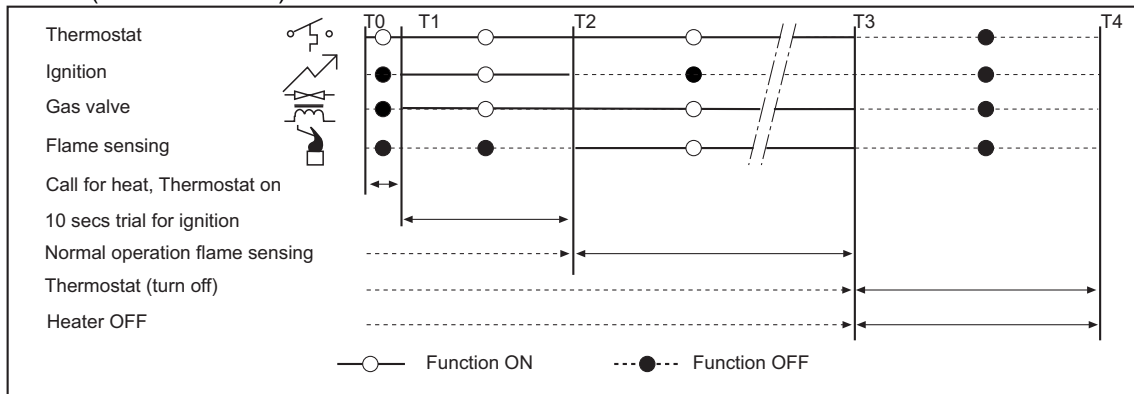 T0 T1 T2 T3 T4
Thermostat
Ignition
Gas valve
Flame sensing
Call for heat, Thermostat on
10 secs trial for ignition
Normal operation flame sensing
Thermostat (turn off)
Heater OFF
Function ON Function OFF